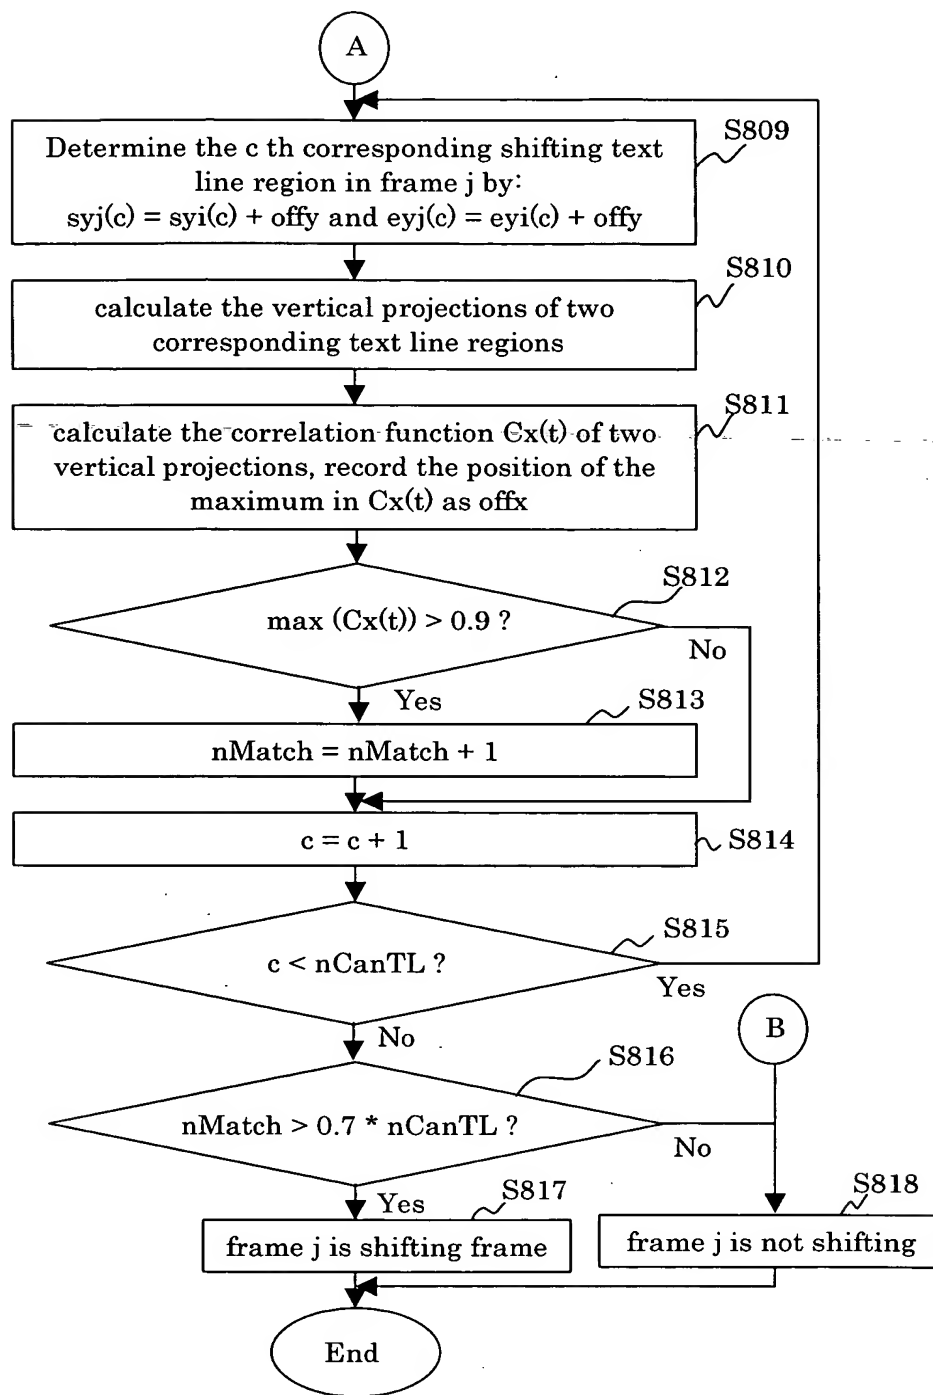 A
S809
Determine the c th corresponding shifting text
line region in frame j by:
syj(c) = syi(c) + offy and eyj(c) = eyi(c) + offy
S810
calculate the vertical projections of two
corresponding text line regions
S811
calculate the correlation function Cx(t) of two
vertical projections, record the position of the
maximum in Cx(t) as offx
S812
max (Cx(t)) > 0.9 ?
No
Yes
S813
nMatch = nMatch + 1
c = c + 1
S814
S815
c < nCanTL ?
Yes
No
B
S816
nMatch > 0.7 * nCanTL ?
No
Yes
S817
S818
frame j is shifting frame
frame j is not shifting
End